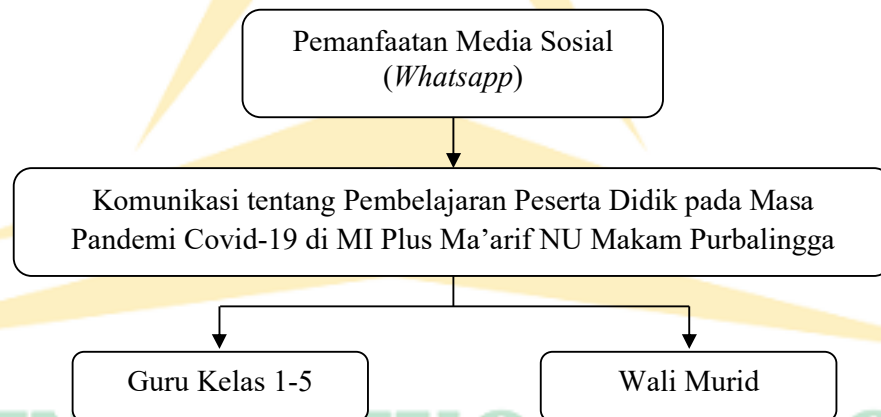 Pemanfaatan Media Sosial
(Whatsapp)
Komunikasi tentang Pembelajaran Peserta Didik pada Masa
Pandemi Covid-19 di MI Plus Ma’arif NU Makam Purbalingga
Guru Kelas 1-5
Wali Murid